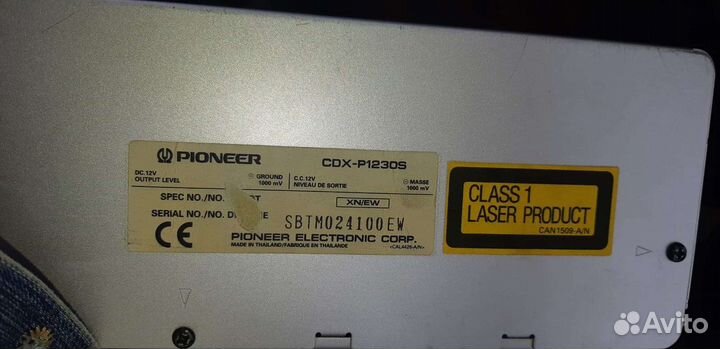 PIONEER CDX-P1230S
DC.12V ⊖ GROUND C.C.12V ⊖ MASSE
OUTPUT LEVEL 1000 mV NIVEAU DE SORTIE 1000 mV
SPEC NO./NO. XN/EW
SERIAL NO./NO. SBTM024100EW
CE PIONEER ELECTRONIC CORP.
MADE IN THAILAND/FABRIQUE EN THAILANDE <CAL4426-A/N>
CLASS 1
LASER PRODUCT
CAN1509-A/N
Avito